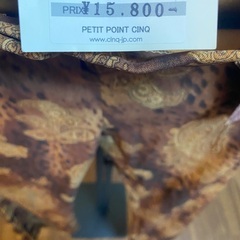 PRIX ¥15.800-
PETIT POINT CINQ
www.cinq-jp.com